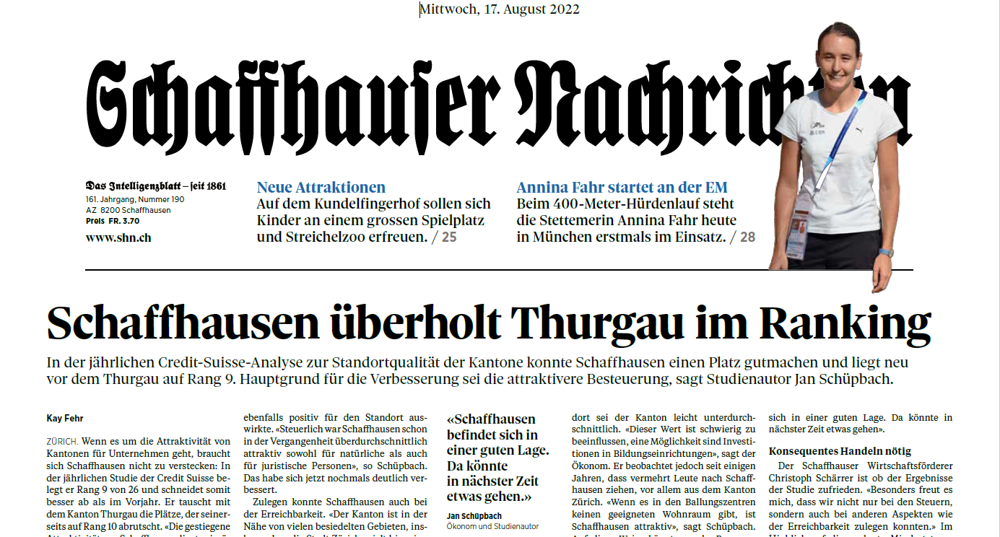 Mittwoch, 17. August 2022
Schaffhauser Nachrichten
Das Intelligenzblatt – seit 1861
161. Jahrgang, Nummer 190
AZ 8200 Schaffhausen
Preis FR. 3.70
www.shn.ch
Neue Attraktionen
Auf dem Kundelfingerhof sollen sich
Kinder an einem grossen Spielplatz
und Streichelzoo erfreuen. / 25
Annina Fahr startet an der EM
Beim 400-Meter-Hürdenlauf steht
die Stettemerin Annina Fahr heute
in München erstmals im Einsatz. / 28
UBS
Schaffhausen überholt Thurgau im Ranking
In der jährlichen Credit-Suisse-Analyse zur Standortqualität der Kantone konnte Schaffhausen einen Platz gutmachen und liegt neu
vor dem Thurgau auf Rang 9. Hauptgrund für die Verbesserung sei die attraktivere Besteuerung, sagt Studienautor Jan Schüpbach.
Kay Fehr
ZÜRICH. Wenn es um die Attraktivität von
Kantonen für Unternehmen geht, braucht
sich Schaffhausen nicht zu verstecken: In
der jährlichen Studie der Credit Suisse be-
legt er Rang 9 von 26 und schneidet somit
besser ab als im Vorjahr. Er tauscht mit
dem Kanton Thurgau die Plätze, der seiner-
seits auf Rang 10 abrutscht. «Die gestiegene
ebenfalls positiv für den Standort aus-
wirkte. «Steuerlich war Schaffhausen schon
in der Vergangenheit überdurchschnittlich
attraktiv sowohl für natürliche als auch
für juristische Personen», so Schüpbach.
Das habe sich jetzt nochmals deutlich ver-
bessert.
Zulegen konnte Schaffhausen auch bei
der Erreichbarkeit. «Der Kanton ist in der
Nähe von vielen besiedelten Gebieten, ins-
«Schaffhausen
befindet sich in
einer guten Lage.
Da könnte
in nächster Zeit
etwas gehen.»
Jan Schüpbach
Ökonom und Studienautor
dort sei der Kanton leicht unterdurch-
schnittlich. «Dieser Wert ist schwierig zu
beeinflussen, eine Möglichkeit sind Investi-
tionen in Bildungseinrichtungen», sagt der
Ökonom. Er beobachtet jedoch seit einigen
Jahren, dass vermehrt Leute nach Schaff-
hausen ziehen, vor allem aus dem Kanton
Zürich. «Wenn es in den Ballungszentren
keinen geeigneten Wohnraum gibt, ist
Schaffhausen attraktiv», sagt Schüpbach.
sich in einer guten Lage. Da könnte in
nächster Zeit etwas gehen».
Konsequentes Handeln nötig
Der Schaffhauser Wirtschaftsförderer
Christoph Schärrer ist ob der Ergebnisse
der Studie zufrieden. «Besonders freut es
mich, dass wir nicht nur bei den Steuern,
sondern auch bei anderen Aspekten wie
der Erreichbarkeit zulegen konnten.» Im